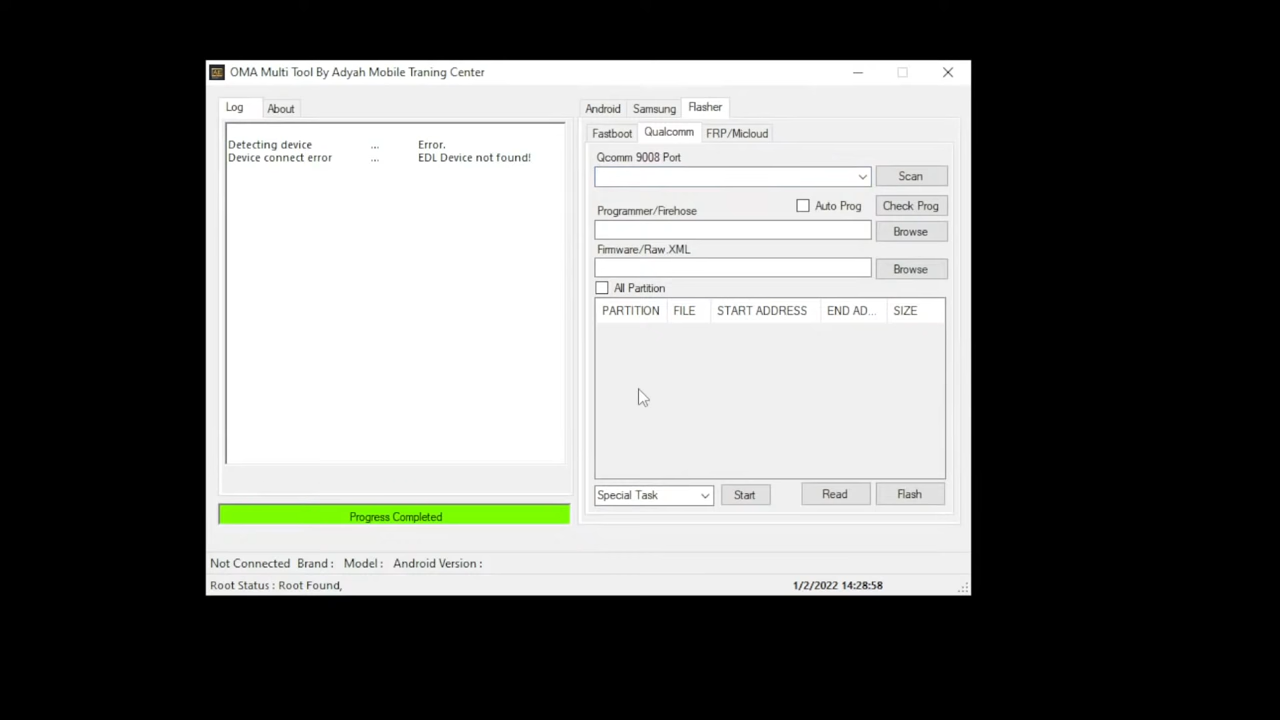 OMA Multi Tool By Adyah Mobile Traning Center
Log About
Detecting device ... Error.
Device connect error ... EDL Device not found!
Progress Completed
Android Samsung Flasher
Fastboot Qualcomm FRP/Micloud
Qcomm 9008 Port
Scan
Programmer/Firehose Auto Prog Check Prog
Browse
Firmware/Raw.XML
Browse
All Partition
PARTITION FILE START ADDRESS END AD... SIZE
Special Task Start Read Flash
Not Connected Brand : Model : Android Version :
Root Status : Root Found, 1/2/2022 14:28:58